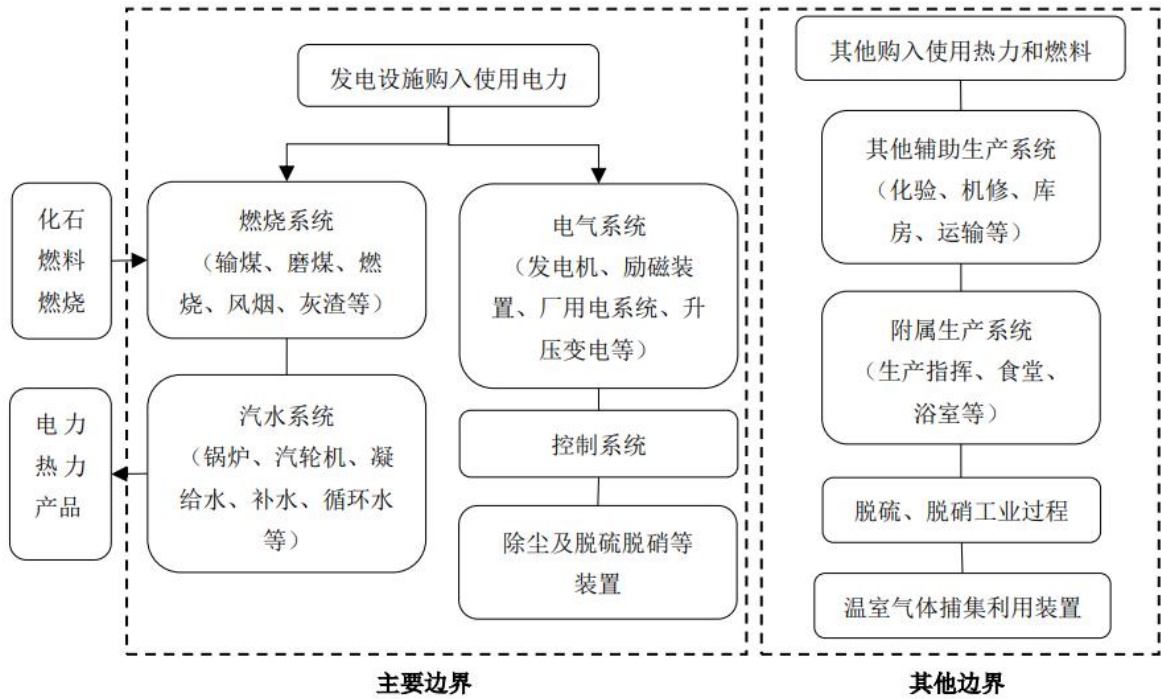 发电设施购入使用电力
化石
燃料
燃烧
燃烧系统
（输煤、磨煤、燃
烧、风烟、灰渣等）
电气系统
（发电机、励磁装
置、厂用电系统、升
压变电等）
电 力
热 力
产品
汽水系统
（锅炉、汽轮机、凝
给水、补水、循环水
等）
控制系统
除尘及脱硫脱硝等
装置
主要边界
其他购入使用热力和燃料
其他辅助生产系统
（化验、机修、库
房、运输等）
附属生产系统
（生产指挥、食堂、
浴室等）
脱硫、脱硝工业过程
温室气体捕集利用装置
其他边界